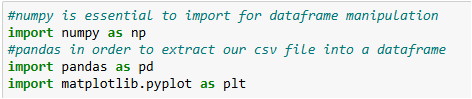 #numpy is essential to import for dataframe manipulation
import numpy as np
#pandas in order to extract our csv file into a dataframe
import pandas as pd
import matplotlib.pyplot as plt